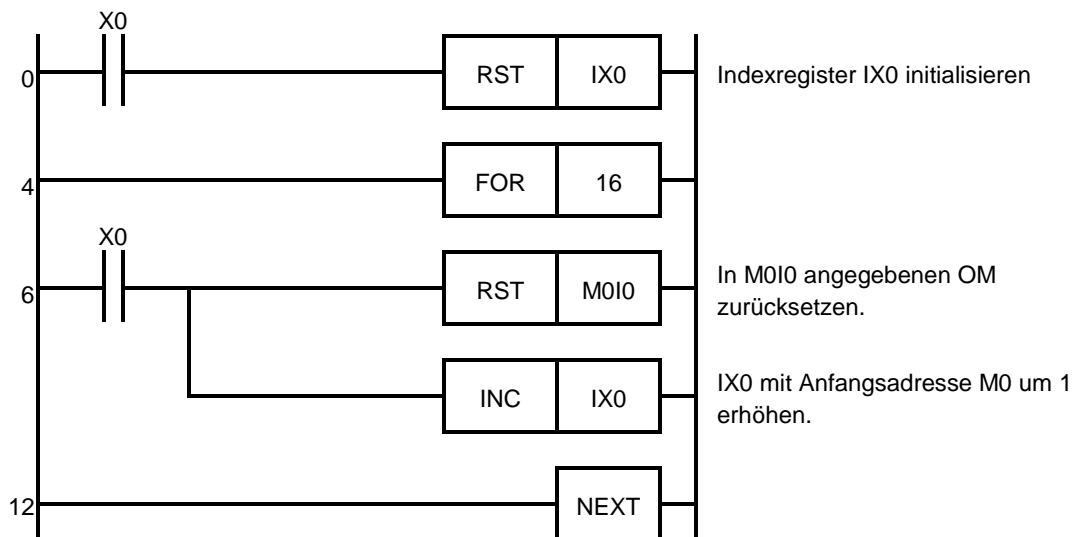 X0
0
RST
IX0
Indexregister IX0 initialisieren
4
FOR
16
X0
6
RST
M0I0
In M0I0 angegebenen OM
zurücksetzen.
INC
IX0
IX0 mit Anfangsadresse M0 um 1
erhöhen.
12
NEXT